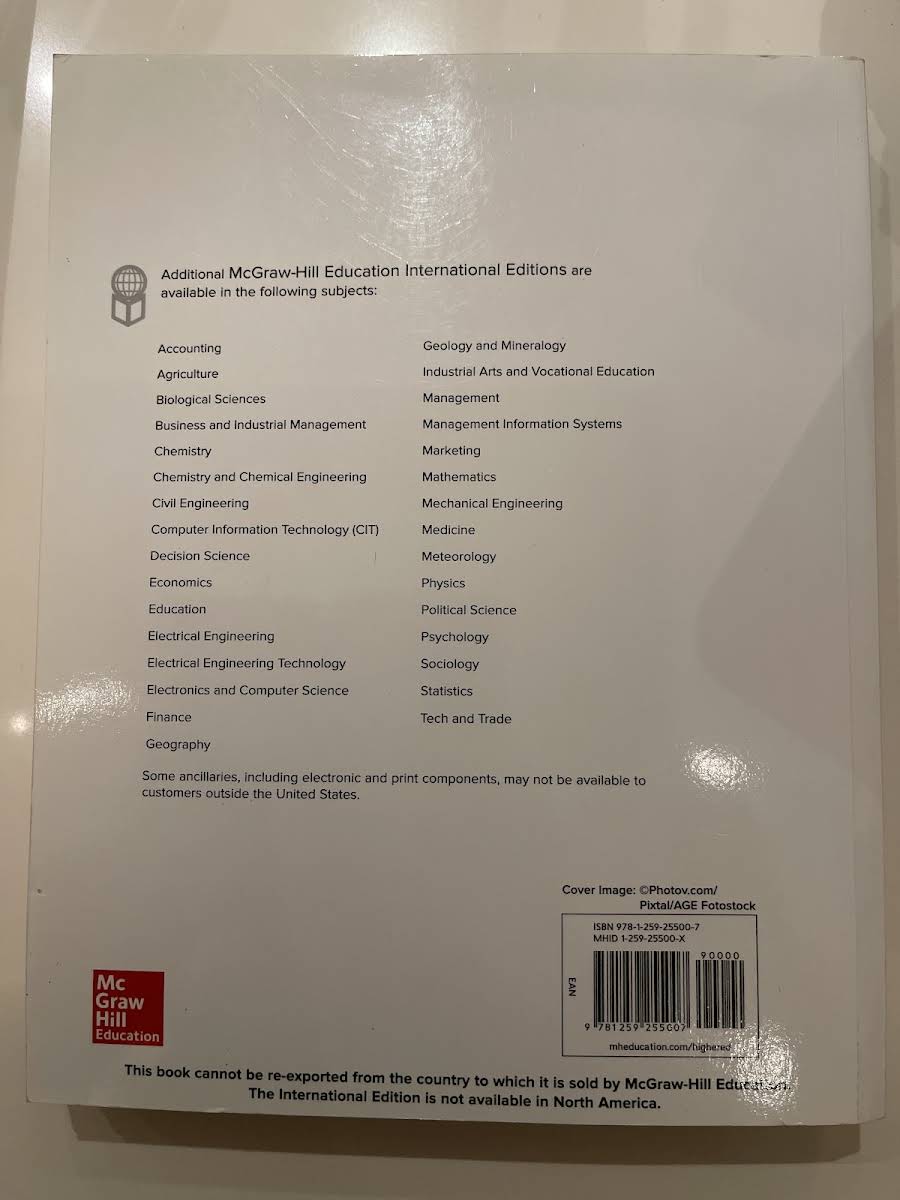 Additional McGraw-Hill Education International Editions are
available in the following subjects:
Accounting
Agriculture
Biological Sciences
Business and Industrial Management
Chemistry
Chemistry and Chemical Engineering
Civil Engineering
Computer Information Technology (CIT)
Decision Science
Economics
Education
Electrical Engineering
Electrical Engineering Technology
Electronics and Computer Science
Finance
Geography
Geology and Mineralogy
Industrial Arts and Vocational Education
Management
Management Information Systems
Marketing
Mathematics
Mechanical Engineering
Medicine
Meteorology
Physics
Political Science
Psychology
Sociology
Statistics
Tech and Trade
Some ancillaries, including electronic and print components, may not be available to
customers outside the United States.
Cover Image: ©Photov.com/
Pixtal/AGE Fotostock
ISBN 978-1-259-25500-7
MHID 1-259-25500-X
90000
EAN
9 781259 255007
mheducation.com/highered
Mc
Graw
Hill
Education
This book cannot be re-exported from the country to which it is sold by McGraw-Hill Education.
The International Edition is not available in North America.